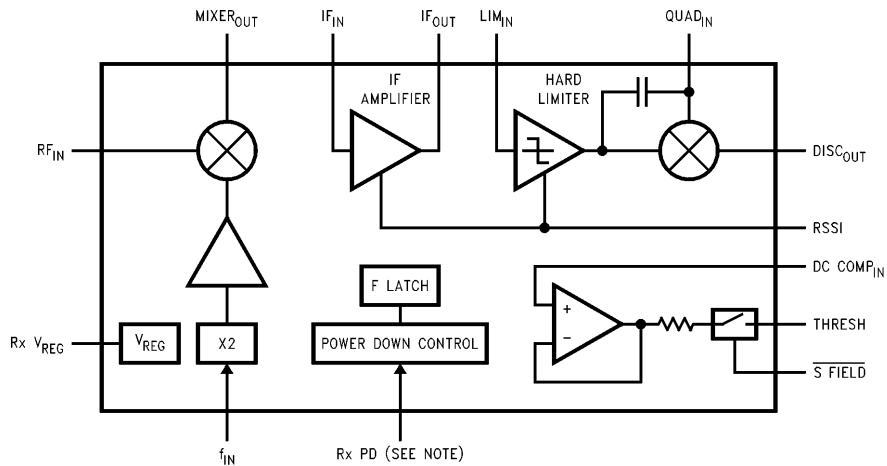 MIXER_OUT IF_IN IF_OUT LIM_IN QUAD_IN
IF
AMPLIFIER
HARD
LIMITER
RF_IN
DISC_OUT
RSSI
DC COMP_IN
F LATCH
+
−
THRESH
Rx V_REG
V_REG
X2
POWER DOWN CONTROL
S FIELD
f_IN
Rx PD (SEE NOTE)